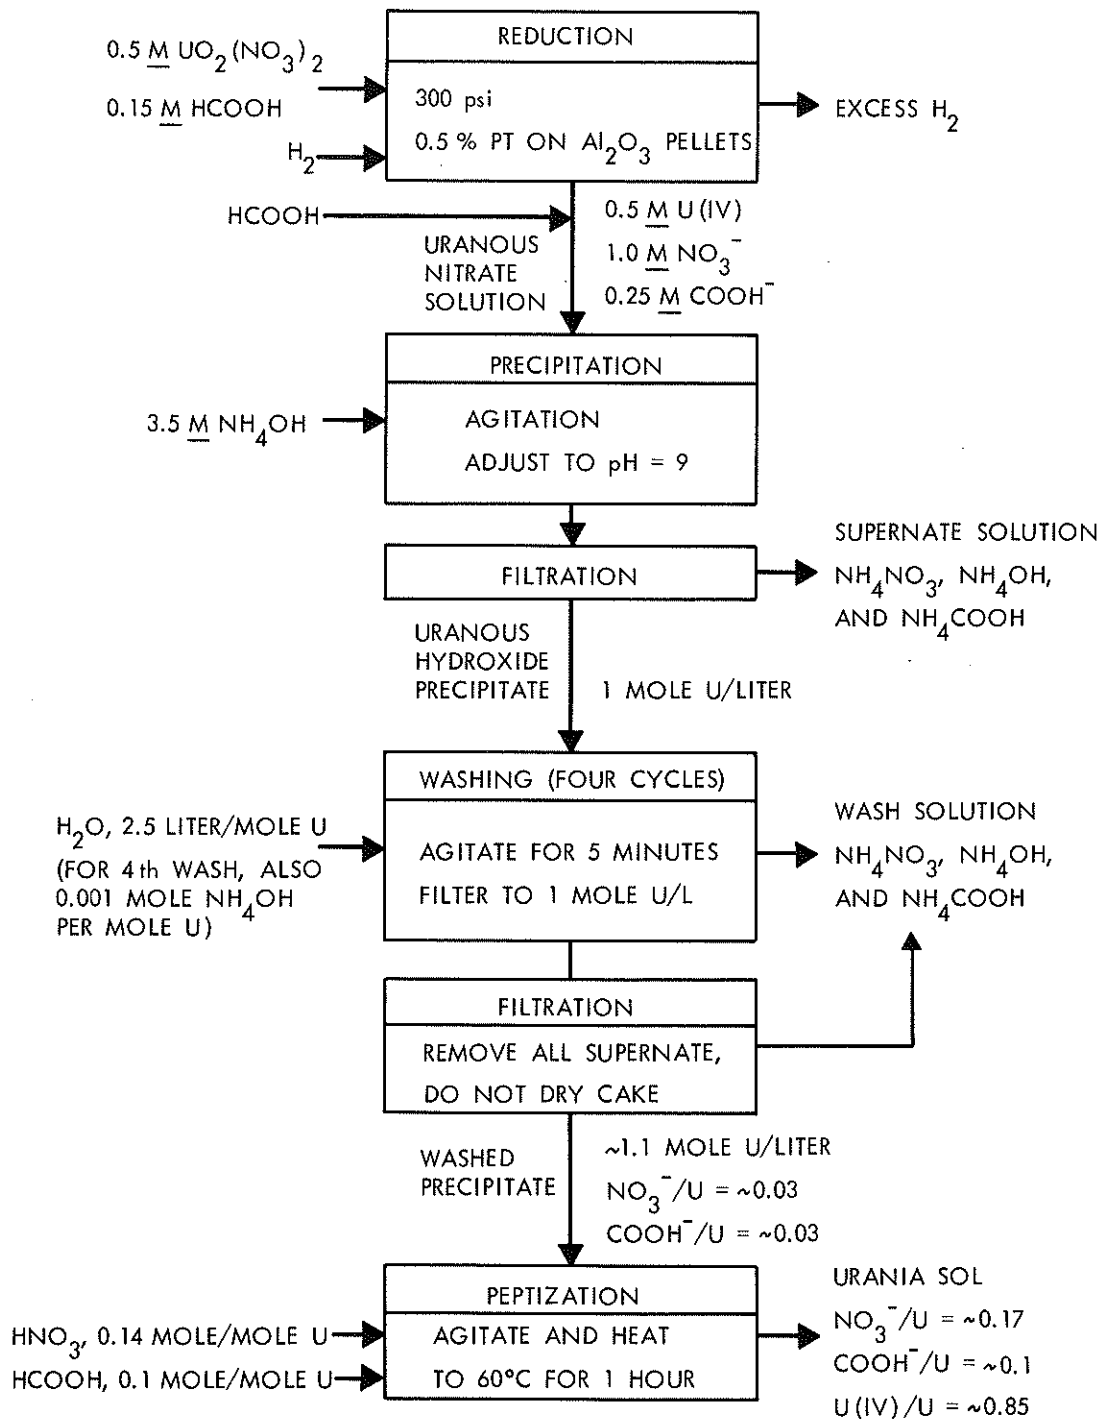 REDUCTION
0.5 M UO2(NO3)2
0.15 M HCOOH
H2
300 psi
0.5 % PT ON Al2O3 PELLETS
EXCESS H2
HCOOH
URANOUS
NITRATE
SOLUTION
0.5 M U(IV)
1.0 M NO3-
0.25 M COOH-
PRECIPITATION
3.5 M NH4OH
AGITATION
ADJUST TO pH = 9
FILTRATION
SUPERNATE SOLUTION
NH4NO3, NH4OH,
AND NH4COOH
URANOUS
HYDROXIDE
PRECIPITATE
1 MOLE U/LITER
WASHING (FOUR CYCLES)
H2O, 2.5 LITER/MOLE U
(FOR 4th WASH, ALSO
0.001 MOLE NH4OH
PER MOLE U)
AGITATE FOR 5 MINUTES
FILTER TO 1 MOLE U/L
WASH SOLUTION
NH4NO3, NH4OH,
AND NH4COOH
FILTRATION
REMOVE ALL SUPERNATE,
DO NOT DRY CAKE
WASHED
PRECIPITATE
~1.1 MOLE U/LITER
NO3-/U = ~0.03
COOH-/U = ~0.03
PEPTIZATION
HNO3, 0.14 MOLE/MOLE U
HCOOH, 0.1 MOLE/MOLE U
AGITATE AND HEAT
TO 60°C FOR 1 HOUR
URANIA SOL
NO3-/U = ~0.17
COOH-/U = ~0.1
U(IV)/U = ~0.85